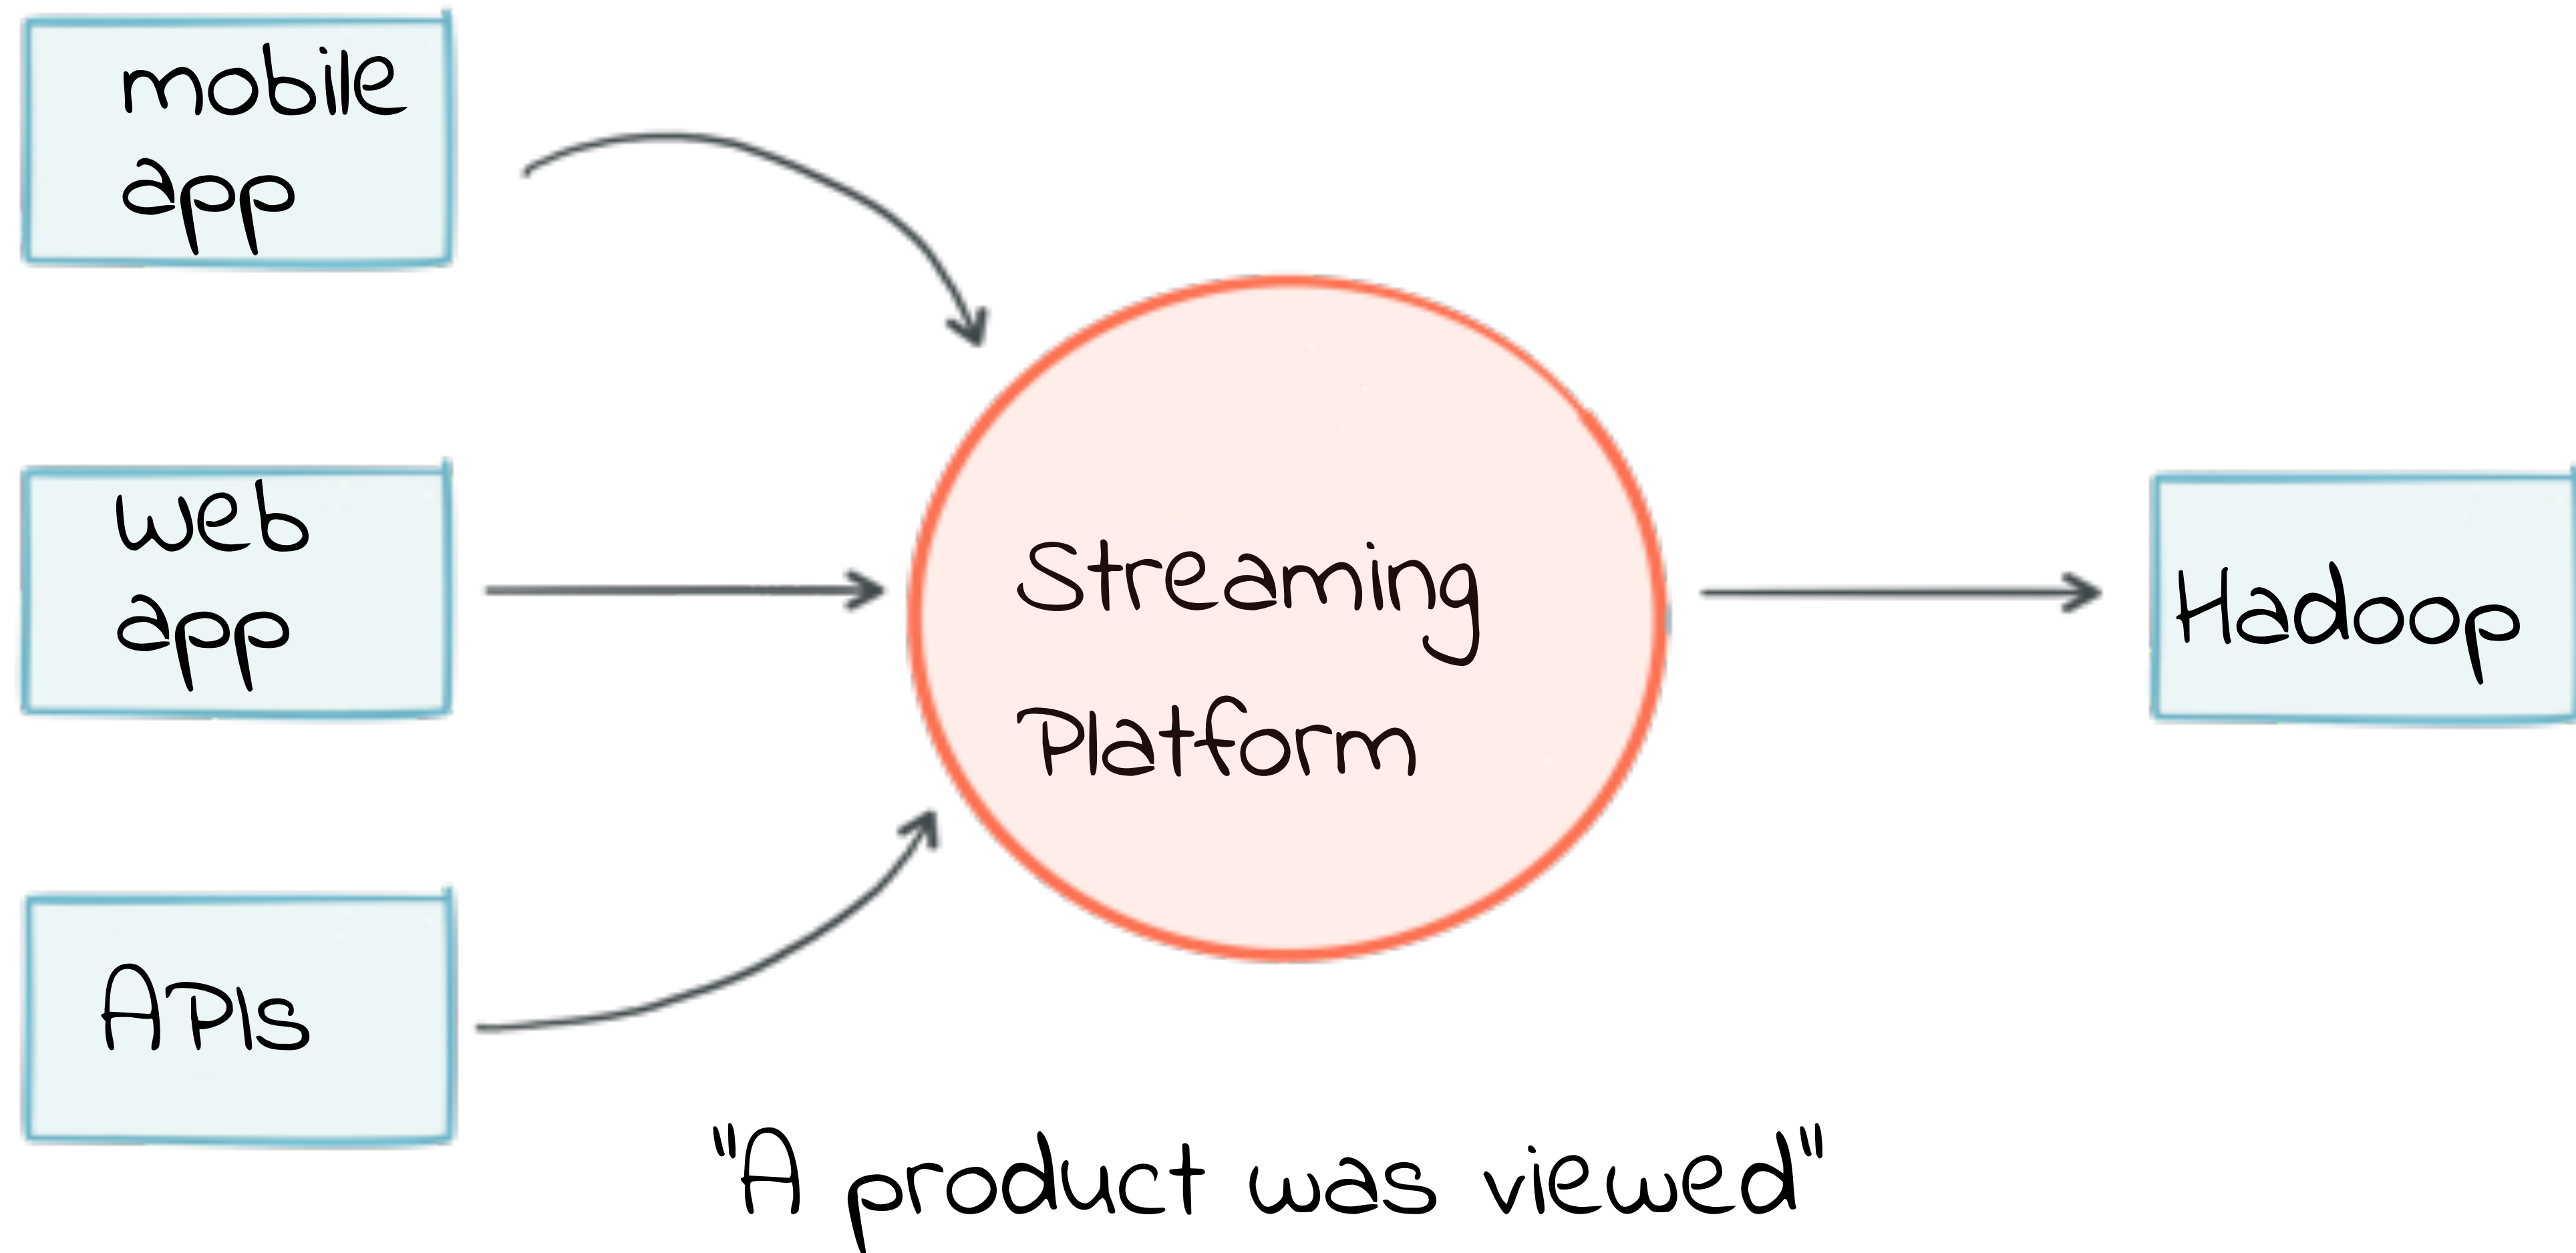 mobile
app
web
app
APIs
Streaming
Platform
Hadoop
"A product was viewed"